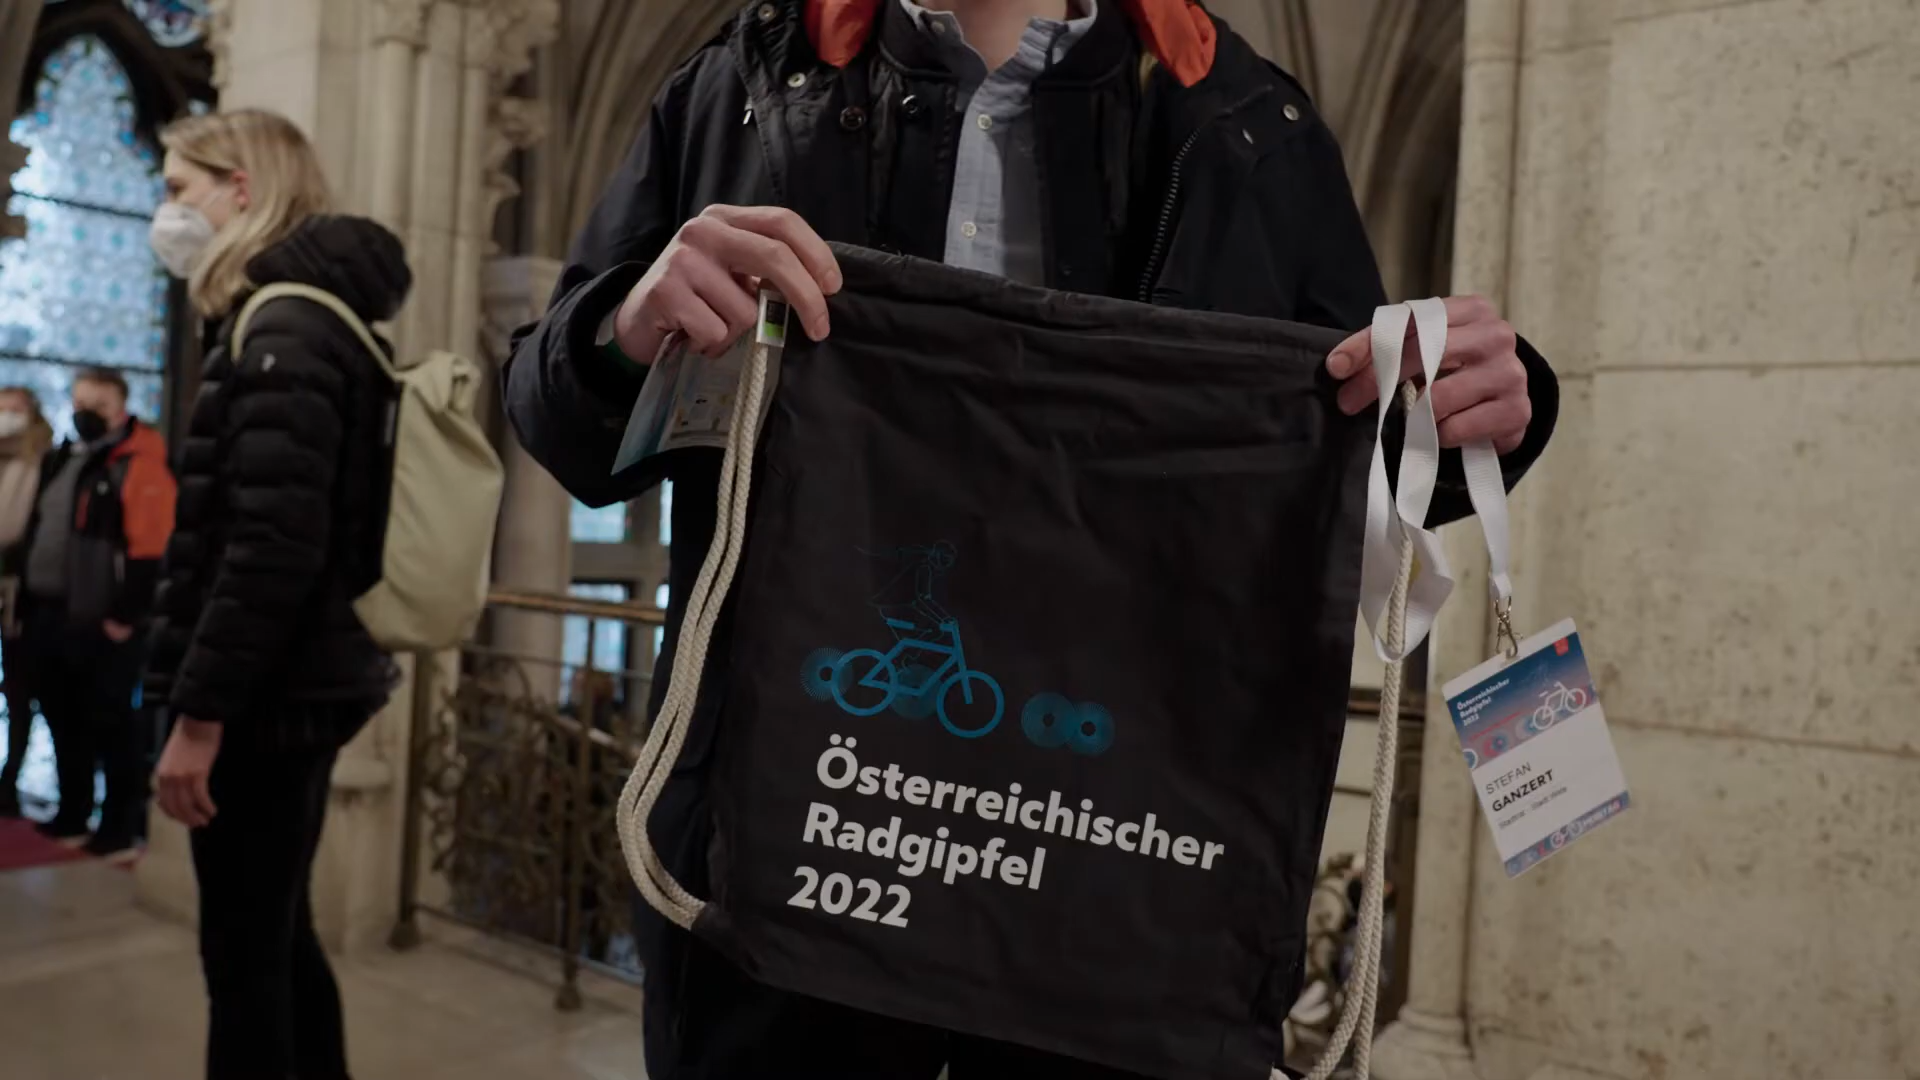 Österreichischer
Radgipfel
2022
Österreichischer
Radgipfel
2022
STEFAN
GANZERT